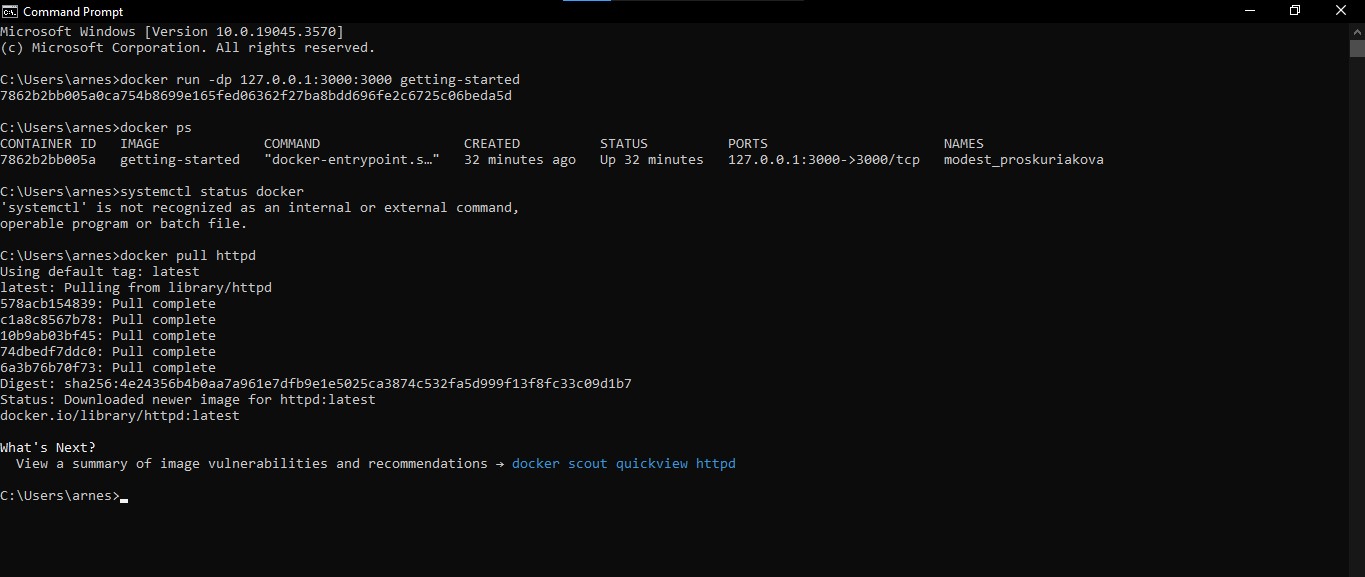 Command Prompt
Microsoft Windows [Version 10.0.19045.3570]
(c) Microsoft Corporation. All rights reserved.
C:\Users\arnes>docker run -dp 127.0.0.1:3000:3000 getting-started
7862b2bb005a0ca754b8699e165fed06362f27ba8bdd696fe2c6725c06beda5d
C:\Users\arnes>docker ps
CONTAINER ID   IMAGE             COMMAND                  CREATED          STATUS          PORTS                      NAMES
7862b2bb005a   getting-started   "docker-entrypoint.s…"   32 minutes ago   Up 32 minutes   127.0.0.1:3000->3000/tcp   modest_proskuriakova
C:\Users\arnes>systemctl status docker
'systemctl' is not recognized as an internal or external command,
operable program or batch file.
C:\Users\arnes>docker pull httpd
Using default tag: latest
latest: Pulling from library/httpd
578acb154839: Pull complete
c1a8c8567b78: Pull complete
10b9ab03bf45: Pull complete
74dbedf7ddc0: Pull complete
6a3b76b70f73: Pull complete
Digest: sha256:4e24356b4b0aa7a961e7dfb9e1e5025ca3874c532fa5d999f13f8fc33c09d1b7
Status: Downloaded newer image for httpd:latest
docker.io/library/httpd:latest
What's Next?
  View a summary of image vulnerabilities and recommendations → docker scout quickview httpd
C:\Users\arnes>